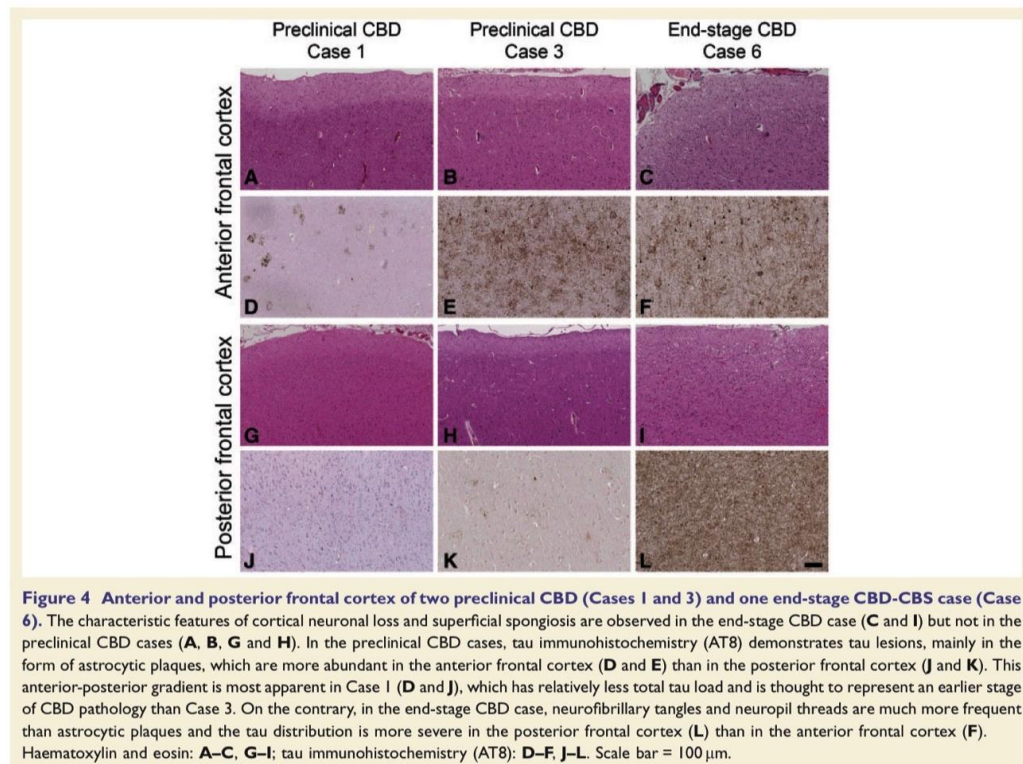 Preclinical CBD
Case 1
Preclinical CBD
Case 3
End-stage CBD
Case 6
Anterior frontal cortex
A
B
C
D
E
F
Posterior frontal cortex
G
H
I
J
K
L
Figure 4 Anterior and posterior frontal cortex of two preclinical CBD (Cases 1 and 3) and one end-stage CBD-CBS case (Case
6). The characteristic features of cortical neuronal loss and superficial spongiosis are observed in the end-stage CBD case (C and I) but not in the
preclinical CBD cases (A, B, G and H). In the preclinical CBD cases, tau immunohistochemistry (AT8) demonstrates tau lesions, mainly in the
form of astrocytic plaques, which are more abundant in the anterior frontal cortex (D and E) than in the posterior frontal cortex (J and K). This
anterior-posterior gradient is most apparent in Case 1 (D and J), which has relatively less total tau load and is thought to represent an earlier stage
of CBD pathology than Case 3. On the contrary, in the end-stage CBD case, neurofibrillary tangles and neuropil threads are much more frequent
than astrocytic plaques and the tau distribution is more severe in the posterior frontal cortex (L) than in the anterior frontal cortex (F).
Haematoxylin and eosin: A–C, G–I; tau immunohistochemistry (AT8): D–F, J–L. Scale bar = 100 μm.